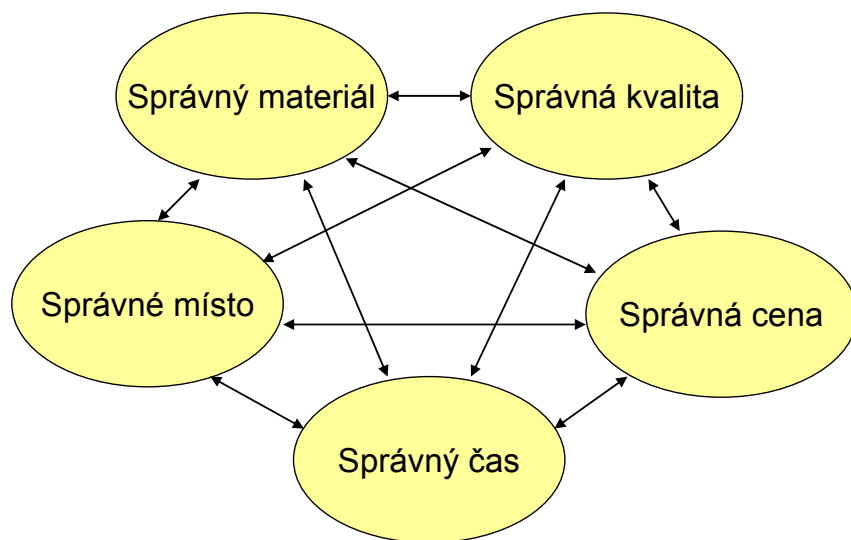 Správný materiál
Správná kvalita
Správné místo
Správná cena
Správný čas